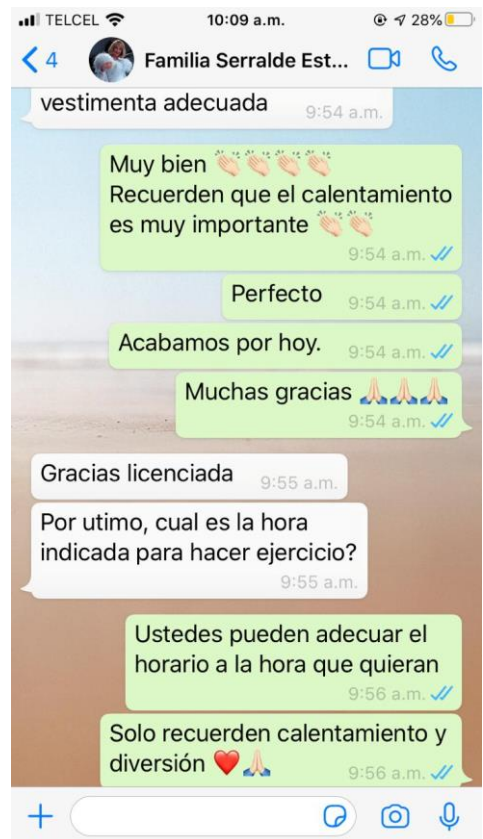 TELCEL 10:09 a.m. 28%
4 Familia Serralde Est...
vestimenta adecuada 9:54 a.m.
Muy bien 👏🏻👏🏻👏🏻👏🏻
Recuerden que el calentamiento
es muy importante 👏🏻👏🏻
9:54 a.m.
Perfecto 9:54 a.m.
Acabamos por hoy. 9:54 a.m.
Muchas gracias 🙏🏻🙏🏻🙏🏻
9:54 a.m.
Gracias licenciada 9:55 a.m.
Por utimo, cual es la hora
indicada para hacer ejercicio?
9:55 a.m.
Ustedes pueden adecuar el
horario a la hora que quieran
9:56 a.m.
Solo recuerden calentamiento y
diversión ❤️🙏🏻 9:56 a.m.